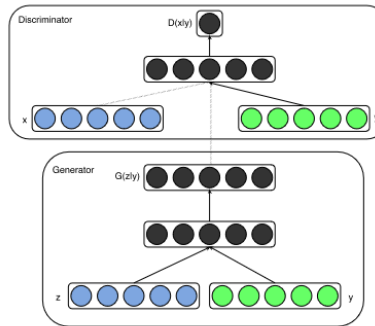 Discriminator
D(x|y)
x
Generator
G(z|y)
z
y